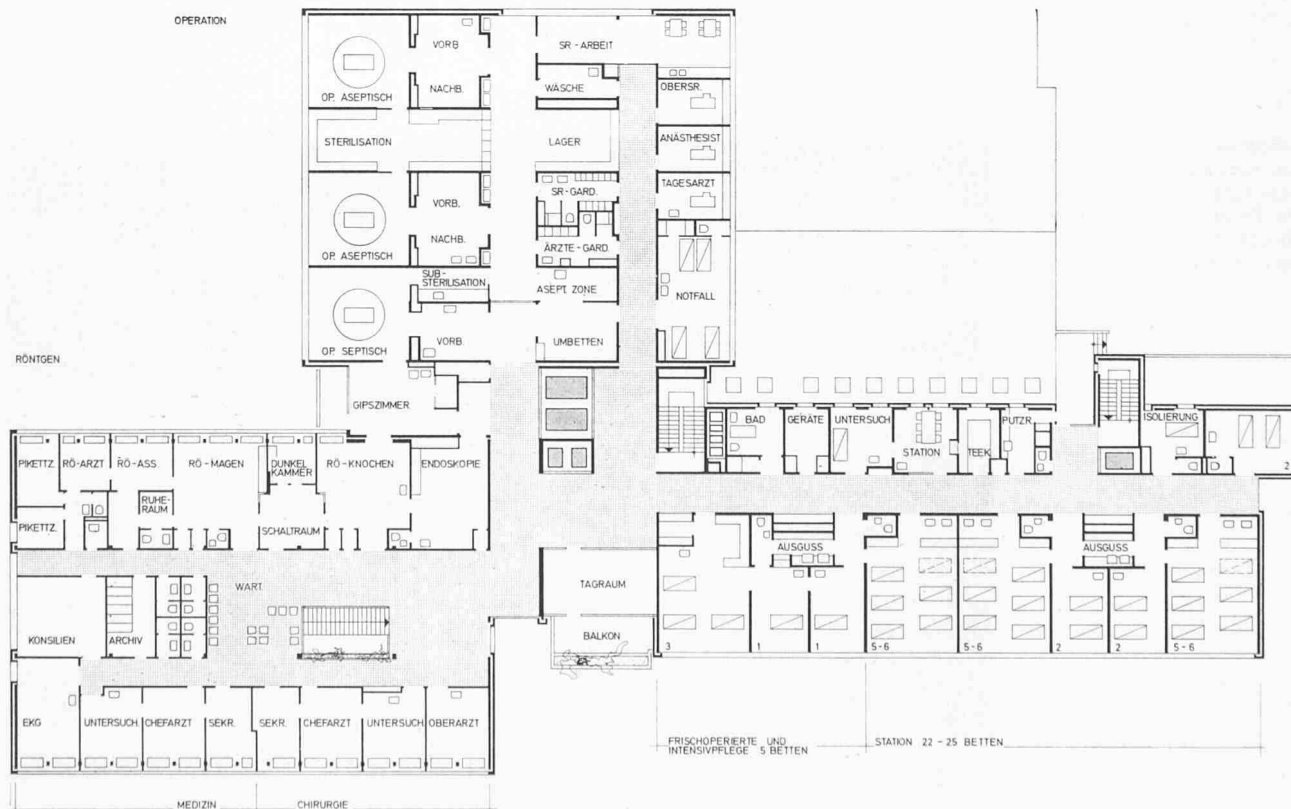 OPERATION
VORB
SR - ARBEIT
OP. ASEPTISCH
NACHB.
WÄSCHE
OBERSR.
STERILISATION
LAGER
ANÄSTHESIST
TAGESARZT
SR-GARD.
VORB.
NACHB.
OP. ASEPTISCH
ÄRZTE-GARD.
SUB-
STERILISATION
ASEPT. ZONE
NOTFALL
OP. SEPTISCH
VORB.
UMBETTEN
RÖNTGEN
GIPSZIMMER
BAD
GERÄTE
UNTERSUCH
STATION
TEEK.
PUTZR.
ISOLIERUNG
2
PIKETTZ.
RÖ-ARZT
RÖ-ASS.
RÖ - MAGEN
DUNKEL
KAMMER
RÖ-KNOCHEN
ENDOSKOPIE
RUHE-
RAUM
PIKETTZ.
SCHALTRAUM
AUSGUSS
AUSGUSS
TAGRAUM
WART.
KONSILIEN
ARCHIV
BALKON
3
1
1
5-6
5-6
2
2
5-6
EKG
UNTERSUCH.
CHEFARZT
SEKR.
SEKR.
CHEFARZT
UNTERSUCH.
OBERARZT
FRISCHOPERIERTE UND
INTENSIVPFLEGE 5 BETTEN
STATION 22 - 25 BETTEN
MEDIZIN
CHIRURGIE